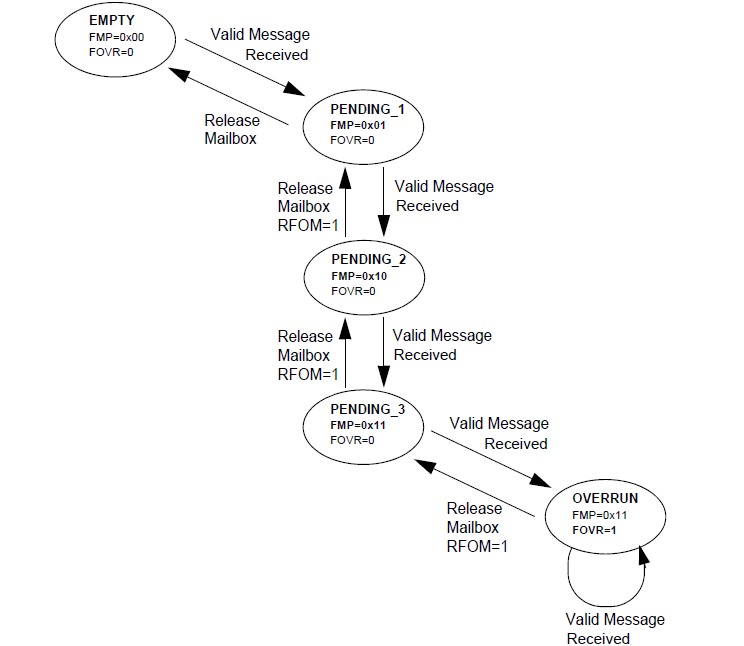 EMPTY
FMP=0x00
FOVR=0
Valid Message
Received
Release
Mailbox
PENDING_1
FMP=0x01
FOVR=0
Release
Mailbox
RFOM=1
Valid Message
Received
PENDING_2
FMP=0x10
FOVR=0
Release
Mailbox
RFOM=1
Valid Message
Received
PENDING_3
FMP=0x11
FOVR=0
Valid Message
Received
Release
Mailbox
RFOM=1
OVERRUN
FMP=0x11
FOVR=1
Valid Message
Received